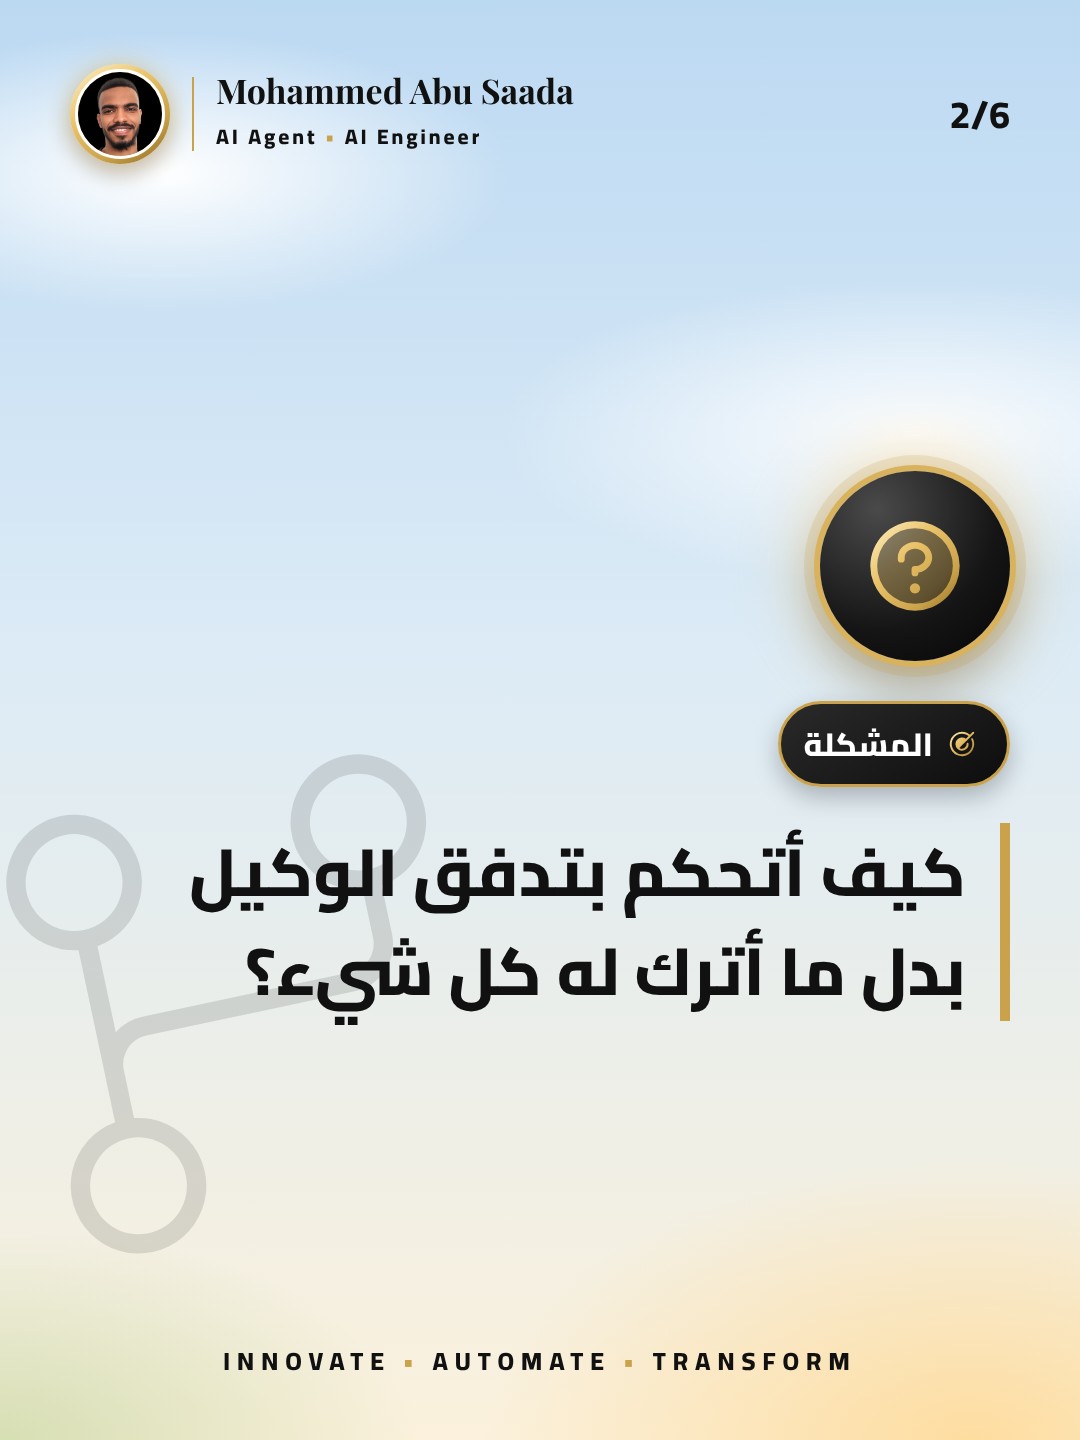 Mohammed Abu Saada
AI Agent ▪ AI Engineer
2/6
المشكلة
كيف أتحكم بتدفق الوكيل
بدل ما أترك له كل شيء؟
INNOVATE ▪ AUTOMATE ▪ TRANSFORM